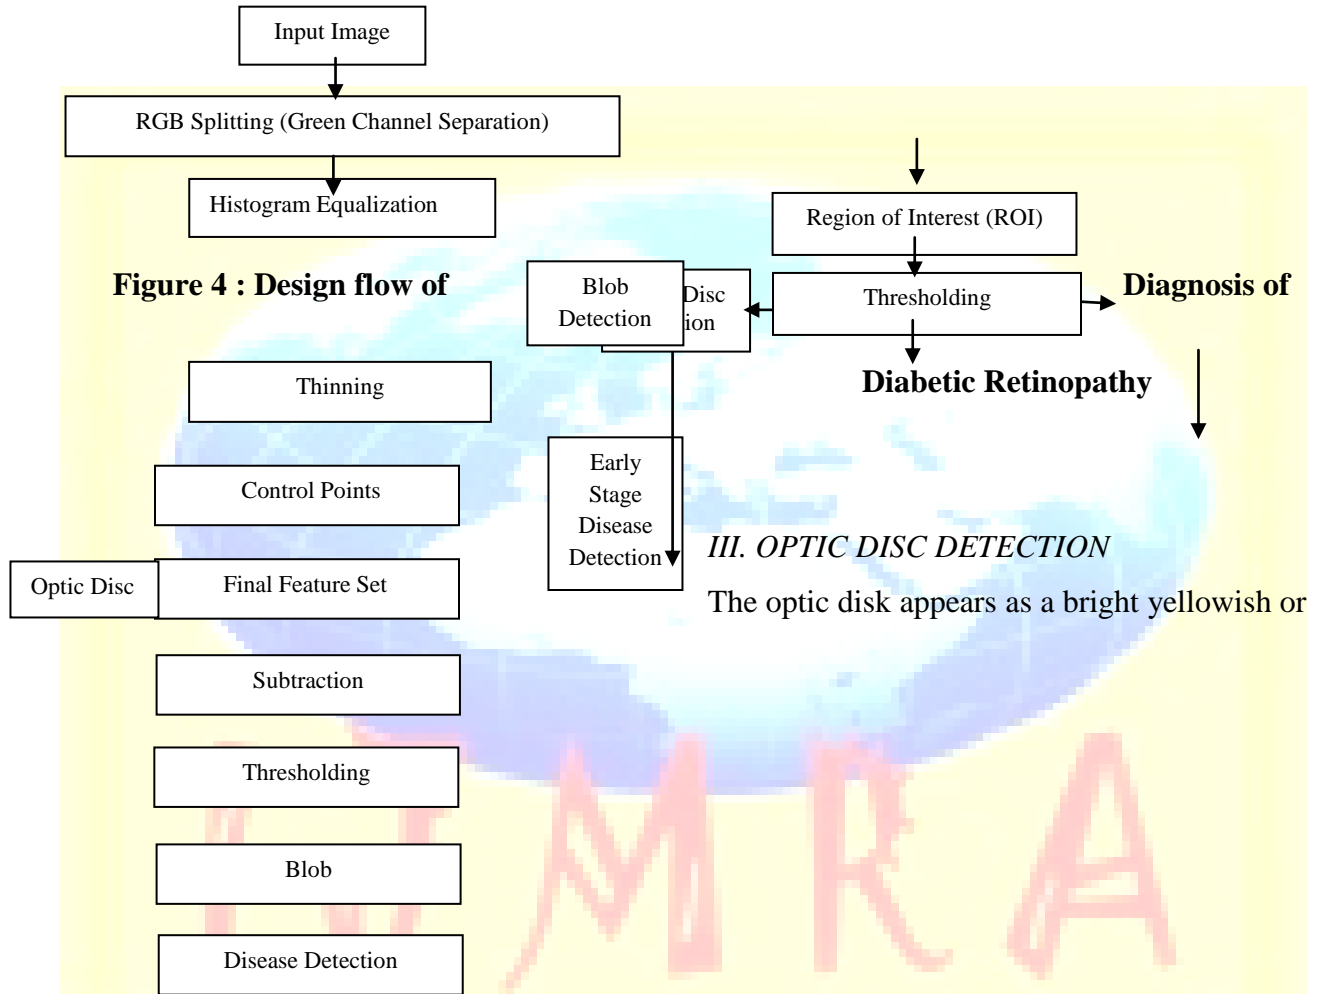 Input Image
RGB Splitting (Green Channel Separation)
Histogram Equalization
Region of Interest (ROI)
Figure 4 : Design flow of
Blob
Detection
Disc
ion
Thresholding
Diagnosis of
Diabetic Retinopathy
Thinning
Control Points
Early
Stage
Disease
Detection
Optic Disc
Final Feature Set
III. OPTIC DISC DETECTION
The optic disk appears as a bright yellowish or
Subtraction
Thresholding
Blob
Disease Detection
MRA